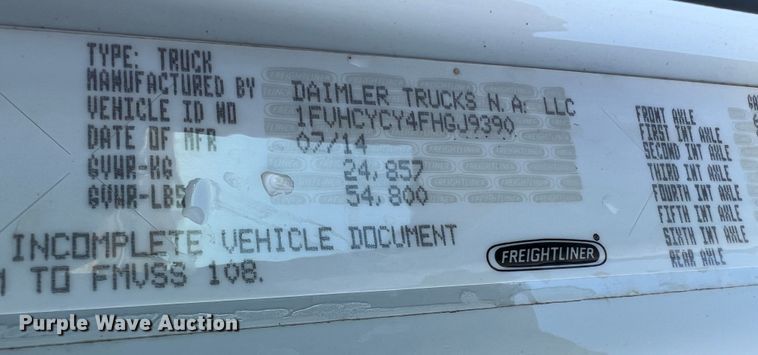 TYPE: TRUCK
MANUFACTURED BY DAIMLER TRUCKS N.A. LLC
VEHICLE ID NO 1FVHCYCY4FHGJ9390
DATE OF MFR 07/14
GVWR-KG 24,857
GVWR-LBS 54,800
INCOMPLETE VEHICLE DOCUMENT
TO FMVSS 108.
FREIGHTLINER
FRONT AXLE
FIRST INT AXLE
SECOND INT AXLE
THIRD INT AXLE
FOURTH INT AXLE
FIFTH INT AXLE
SIXTH INT AXLE
REAR AXLE
Purple Wave Auction